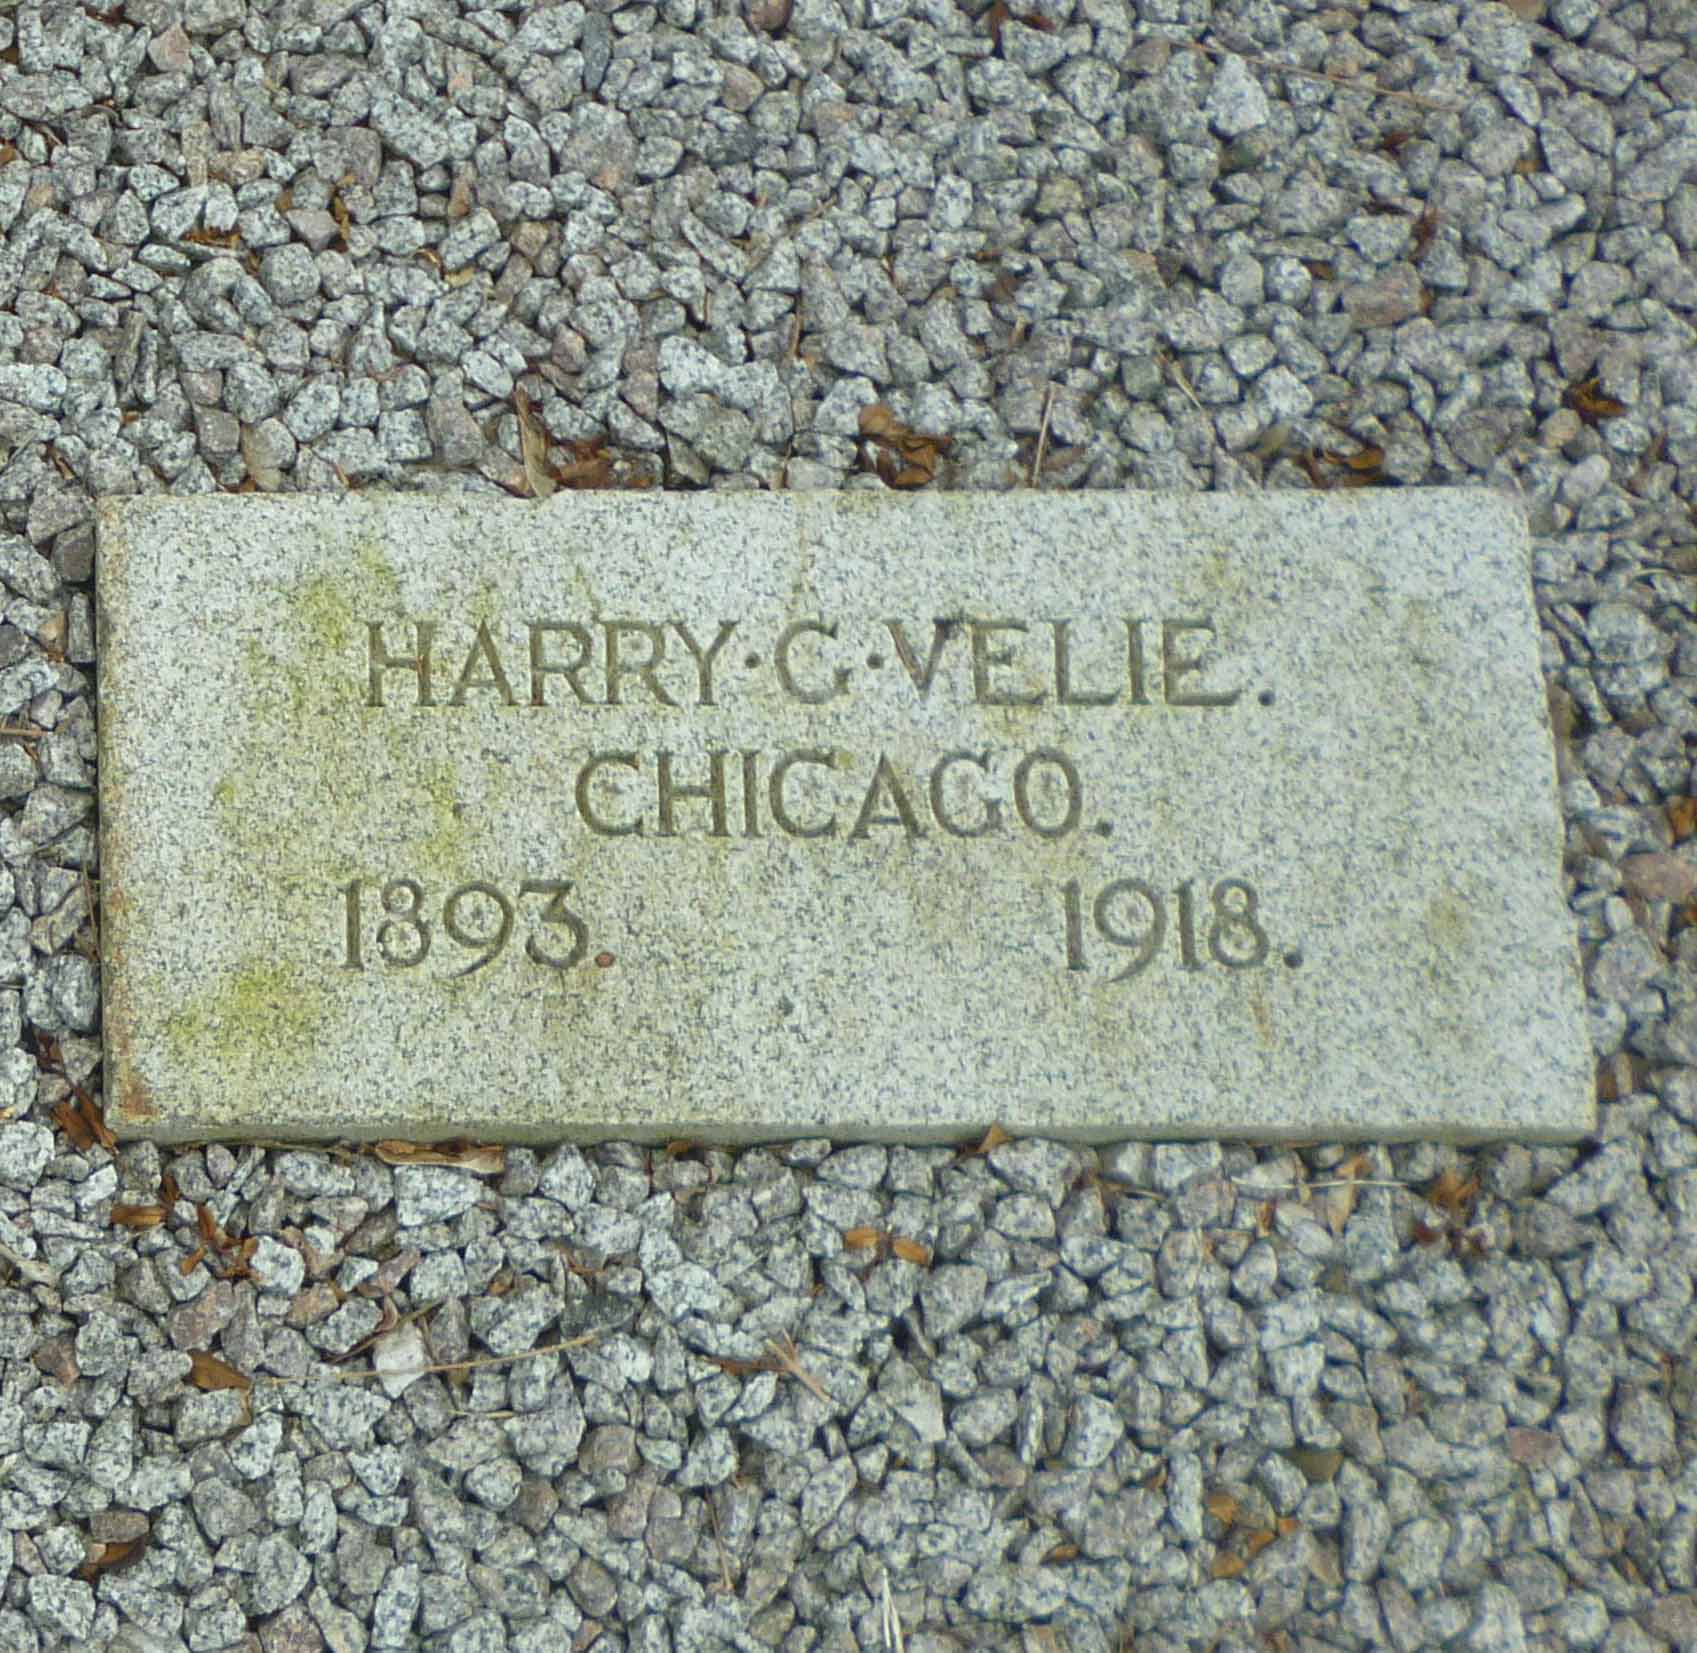 HARRY·G·VELIE.
CHICAGO.
1893. 1918.